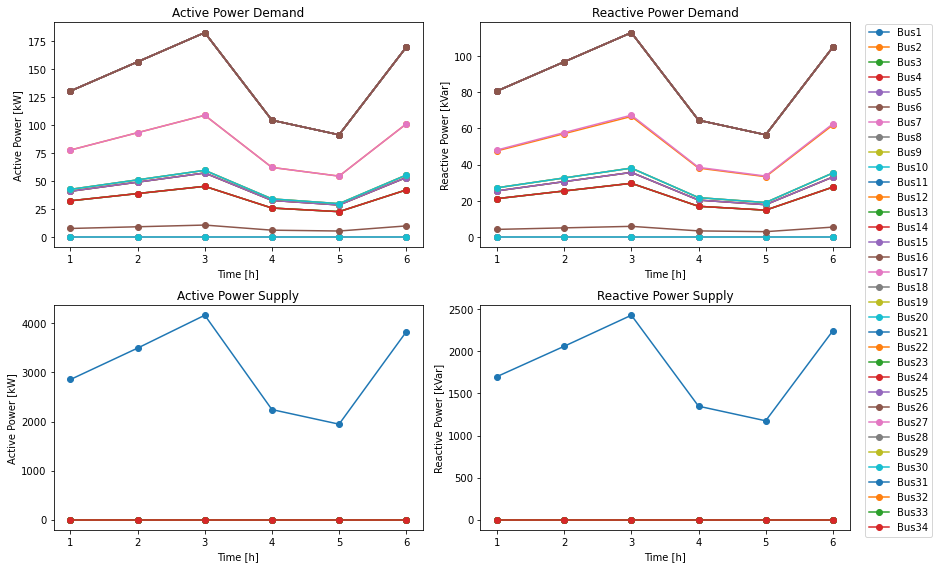 Active Power Demand
Active Power [kW]
175
150
125
100
75
50
25
0
1 2 3 4 5 6
Time [h]
Reactive Power Demand
Reactive Power [kVar]
100
80
60
40
20
0
1 2 3 4 5 6
Time [h]
Active Power Supply
Active Power [kW]
4000
3000
2000
1000
0
1 2 3 4 5 6
Time [h]
Reactive Power Supply
Reactive Power [kVar]
2500
2000
1500
1000
500
0
1 2 3 4 5 6
Time [h]
Bus1
Bus2
Bus3
Bus4
Bus5
Bus6
Bus7
Bus8
Bus9
Bus10
Bus11
Bus12
Bus13
Bus14
Bus15
Bus16
Bus17
Bus18
Bus19
Bus20
Bus21
Bus22
Bus23
Bus24
Bus25
Bus26
Bus27
Bus28
Bus29
Bus30
Bus31
Bus32
Bus33
Bus34